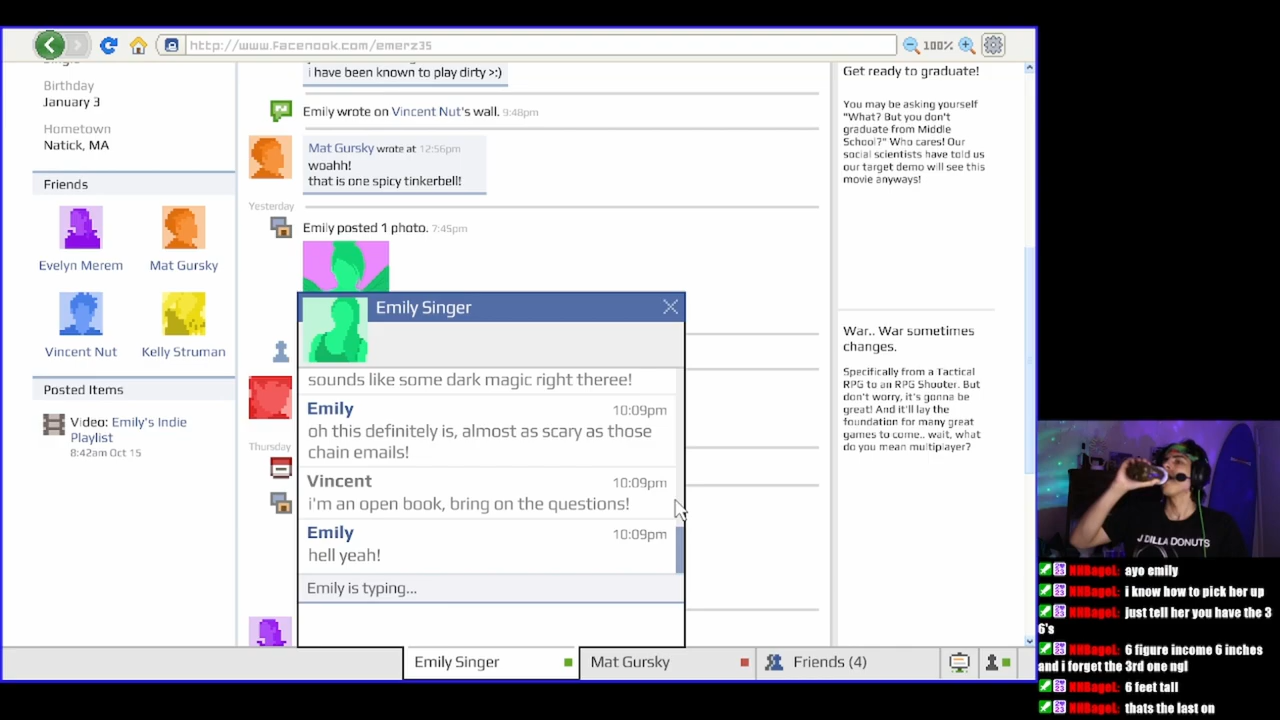 http://www.facenook.com/emerz35
100%
Birthday
January 3
Hometown
Natick, MA
Friends
Evelyn Merem
Mat Gursky
Vincent Nut
Kelly Struman
Posted Items
Video: Emily's Indie
Playlist
8:42am Oct 15
i have been known to play dirty >:)
Emily wrote on Vincent Nut's wall. 9:48pm
Mat Gursky wrote at 12:56pm
woahh!
that is one spicy tinkerbell!
Yesterday
Emily posted 1 photo. 7:45pm
Thursday
Emily Singer
sounds like some dark magic right theree!
Emily 10:09pm
oh this definitely is, almost as scary as those
chain emails!
Vincent 10:09pm
i'm an open book, bring on the questions!
Emily 10:09pm
hell yeah!
Emily is typing...
Emily Singer
Mat Gursky
Friends (4)
Get ready to graduate!
You may be asking yourself
"What? But you don't
graduate from Middle
School?" Who cares! Our
social scientists have told us
our target demo will see this
movie anyways!
War.. War sometimes
changes.
Specifically from a Tactical
RPG to an RPG Shooter. But
don't worry, it's gonna be
great! And it'll lay the
foundation for many great
games to come.. wait, what
do you mean multiplayer?
J DILLA DONUTS
NHBagoL: ayo emily
NHBagoL: i know how to pick her up
NHBagoL: just tell her you have the 3
6's
NHBagoL: 6 figure income 6 inches
and i forget the 3rd one ngl
NHBagoL: 6 feet tall
NHBagoL: thats the last on